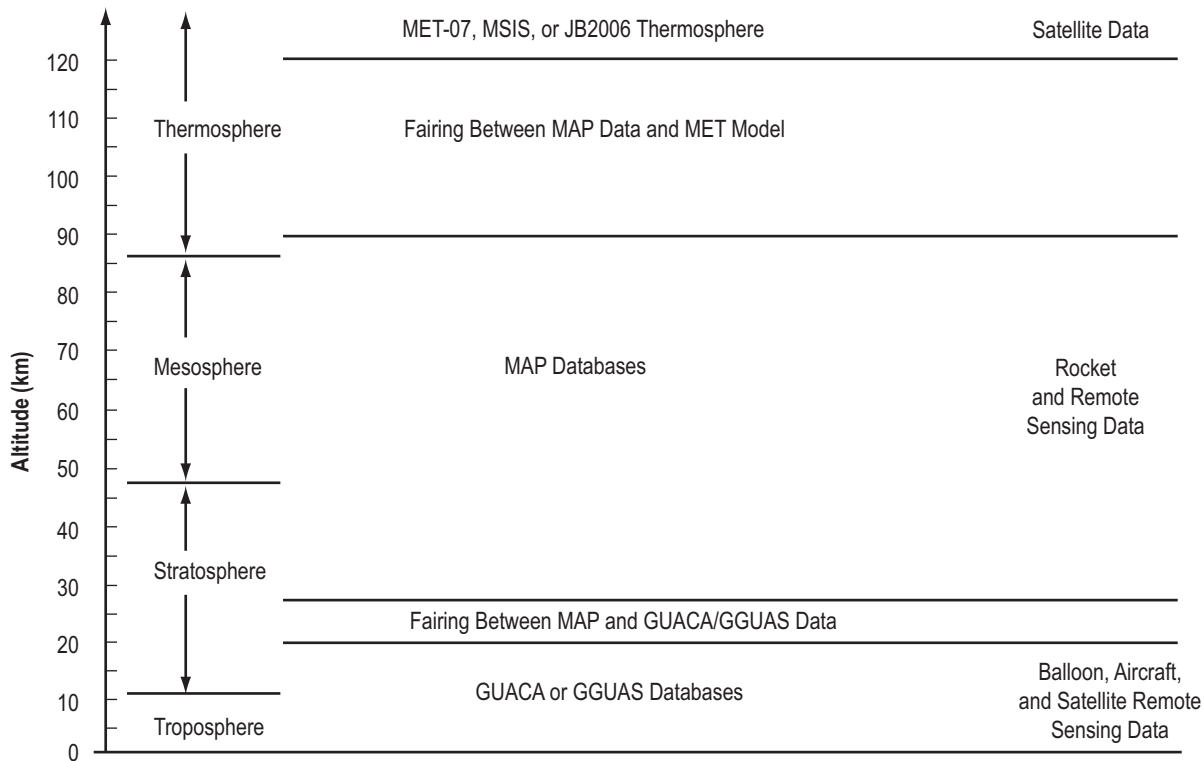 MET-07, MSIS, or JB2006 Thermosphere
Satellite Data
120
110
Thermosphere
Fairing Between MAP Data and MET Model
100
90
80
70
Mesosphere
MAP Databases
Rocket
and Remote
Sensing Data
60
Altitude (km)
50
40
Stratosphere
30
Fairing Between MAP and GUACA/GGUAS Data
20
GUACA or GGUAS Databases
Balloon, Aircraft,
and Satellite Remote
Sensing Data
10
Troposphere
0